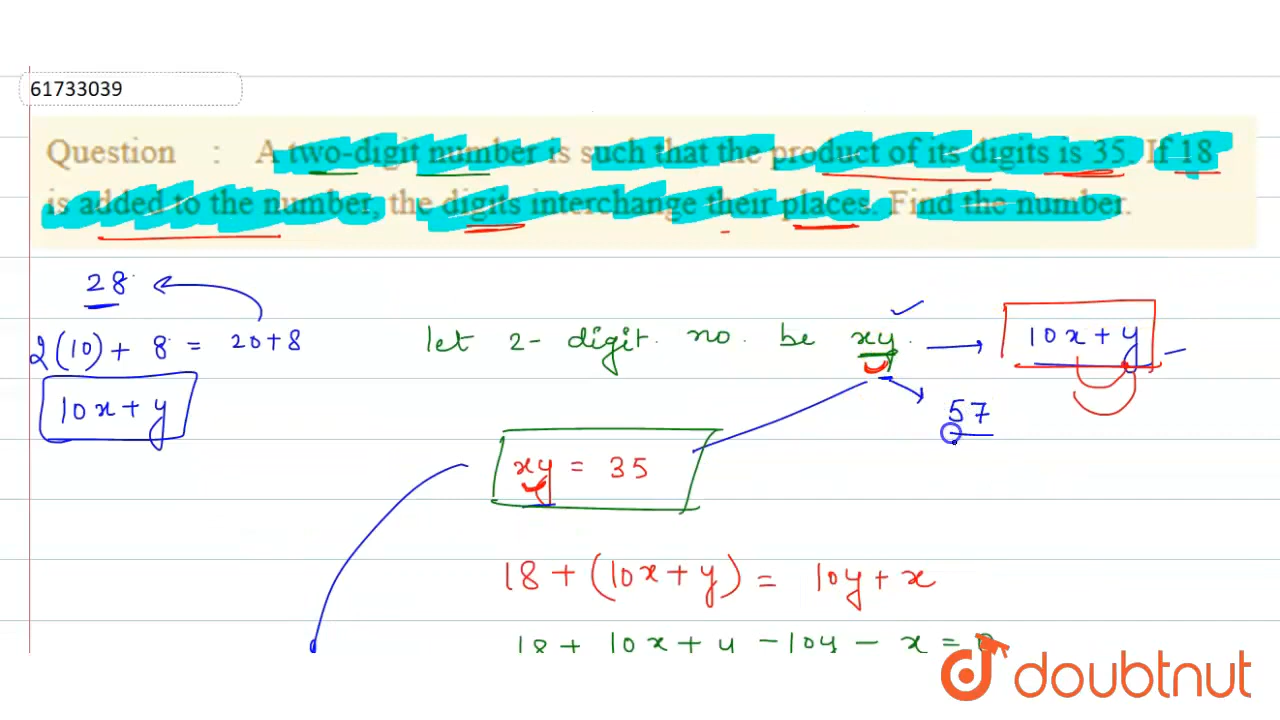 61733039
Question : A two-digit number is such that the product of its digits is 35. If 18
is added to the number, the digits interchange their places. Find the number.
28
2(10) + 8 = 20+8
10x + y
let 2- digit. no. be xy.
10x + y
57
xy = 35
18 + (10x + y) = 10y + x
18 + 10x + y - 10y - x = 0
doubtnut